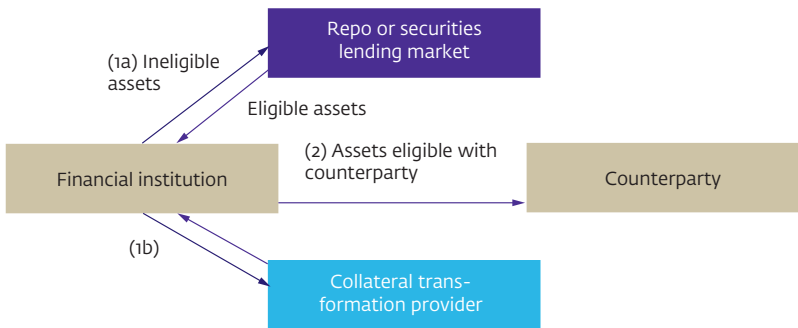 Repo or securities
lending market
(1a) Ineligible
assets
Eligible assets
(2) Assets eligible with
counterparty
Financial institution
Counterparty
(1b)
Collateral trans-
formation provider